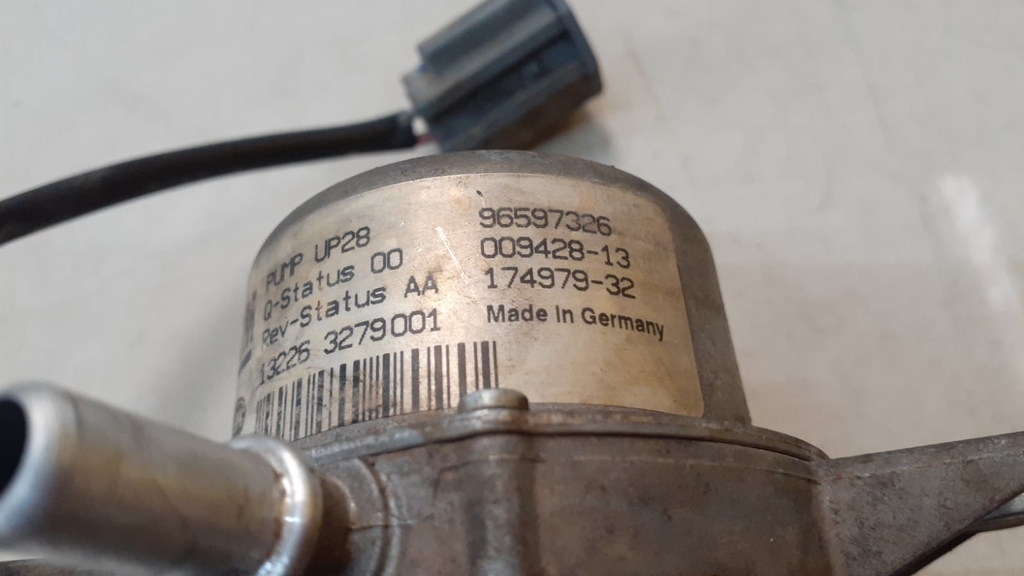 PUMP UP28
Q-Status 00
Rev-Status AA
13226 3279001
96597326
009428-13
174979-32
Made In Germany